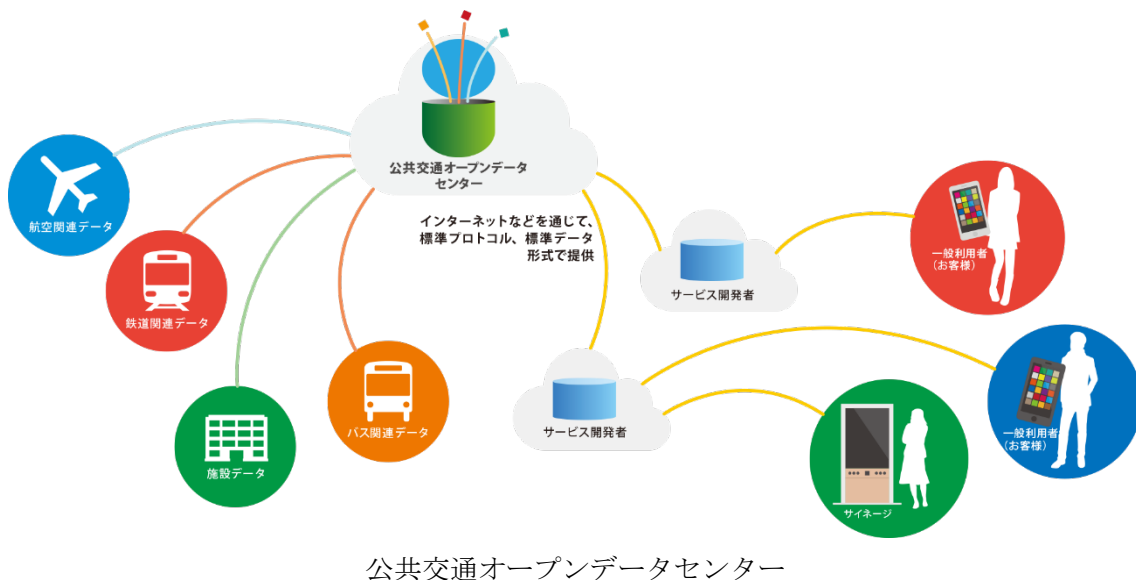 公共交通オープンデータ
センター
インターネットなどを通じて、
標準プロトコル、標準データ
形式で提供
航空関連データ
鉄道関連データ
施設データ
バス関連データ
サービス開発者
サービス開発者
一般利用者
(お客様)
一般利用者
(お客様)
サイネージ
公共交通オープンデータセンター